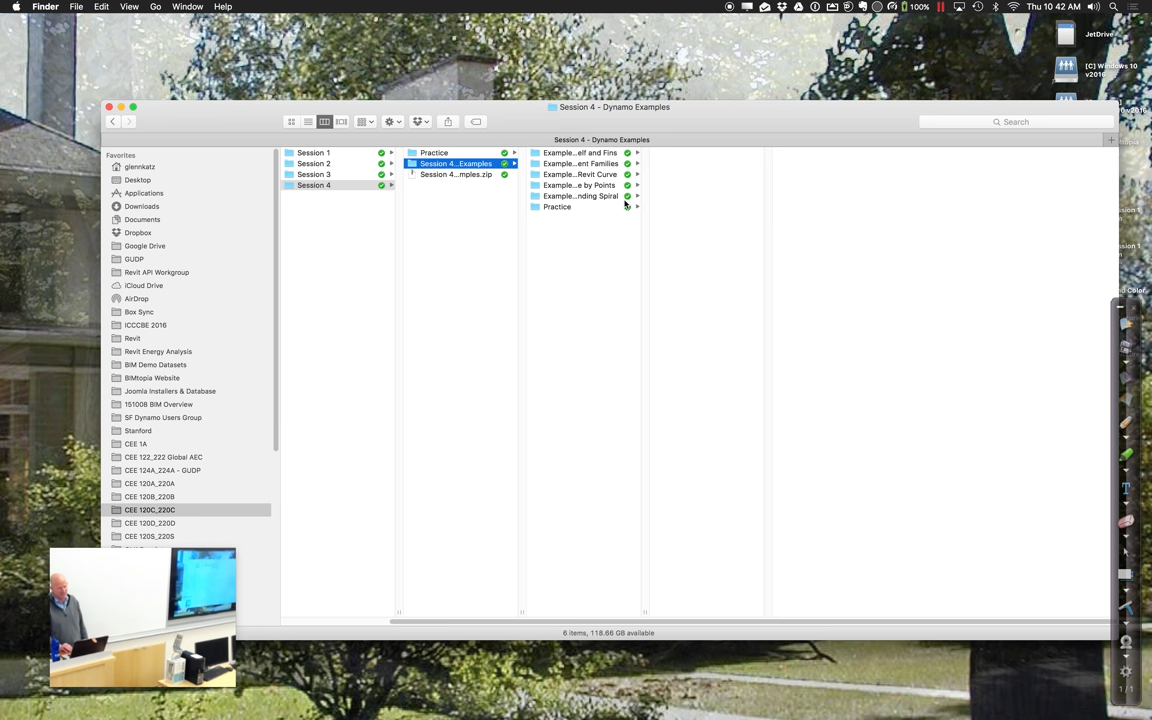 Finder File Edit View Go Window Help
100% Thu 10:42 AM
JetDrive
[C] Windows 10
v2016
Session 4 - Dynamo Examples
Search
Session 4 - Dynamo Examples
Favorites
glennkatz
Desktop
Applications
Downloads
Documents
Dropbox
Google Drive
GUDP
Revit API Workgroup
iCloud Drive
AirDrop
Box Sync
ICCCBE 2016
Revit
Revit Energy Analysis
BIM Demo Datasets
BIMtopia Website
Joomla Installers & Database
151008 BIM Overview
SF Dynamo Users Group
Stanford
CEE 1A
CEE 122_222 Global AEC
CEE 124A_224A - GUDP
CEE 120A_220A
CEE 120B_220B
CEE 120C_220C
CEE 120D_220D
CEE 120S_220S
Session 1
Session 2
Session 3
Session 4
Practice
Session 4...Examples
Session 4...mples.zip
Example...elf and Fins
Example...ent Families
Example...Revit Curve
Example...e by Points
Example...nding Spiral
Practice
6 items, 118.66 GB available
1 / 1